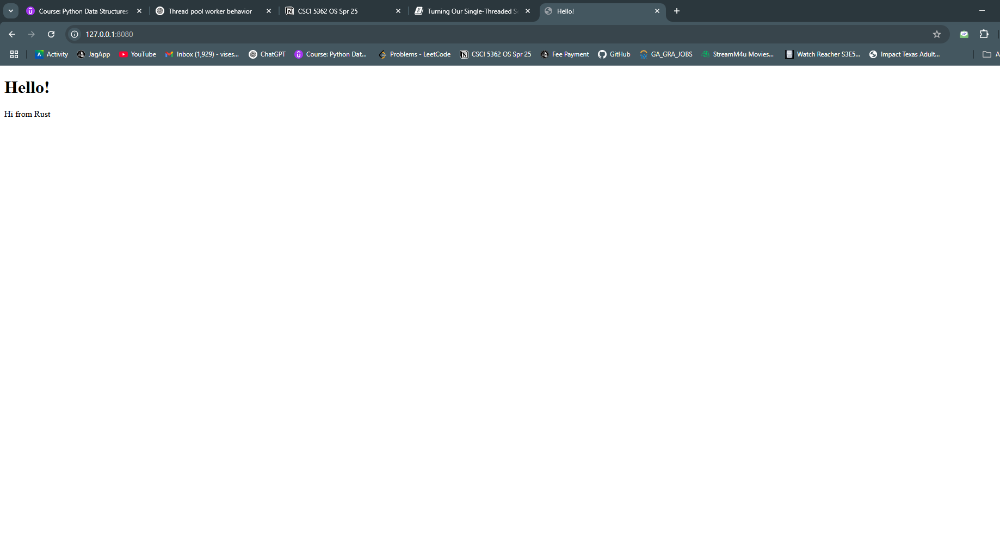 Course: Python Data Structures
Thread pool worker behavior
CSCI 5362 OS Spr 25
Turning Our Single-Threaded Se
Hello!
127.0.0.1:8080
Activity
JagApp
YouTube
Inbox (1,929) - vises...
ChatGPT
Course: Python Dat...
Problems - LeetCode
CSCI 5362 OS Spr 25
Fee Payment
GitHub
GA_GRA_JOBS
StreamM4u Movies...
Watch Reacher S3E5...
Impact Texas Adult...
A
Hello!
Hi from Rust